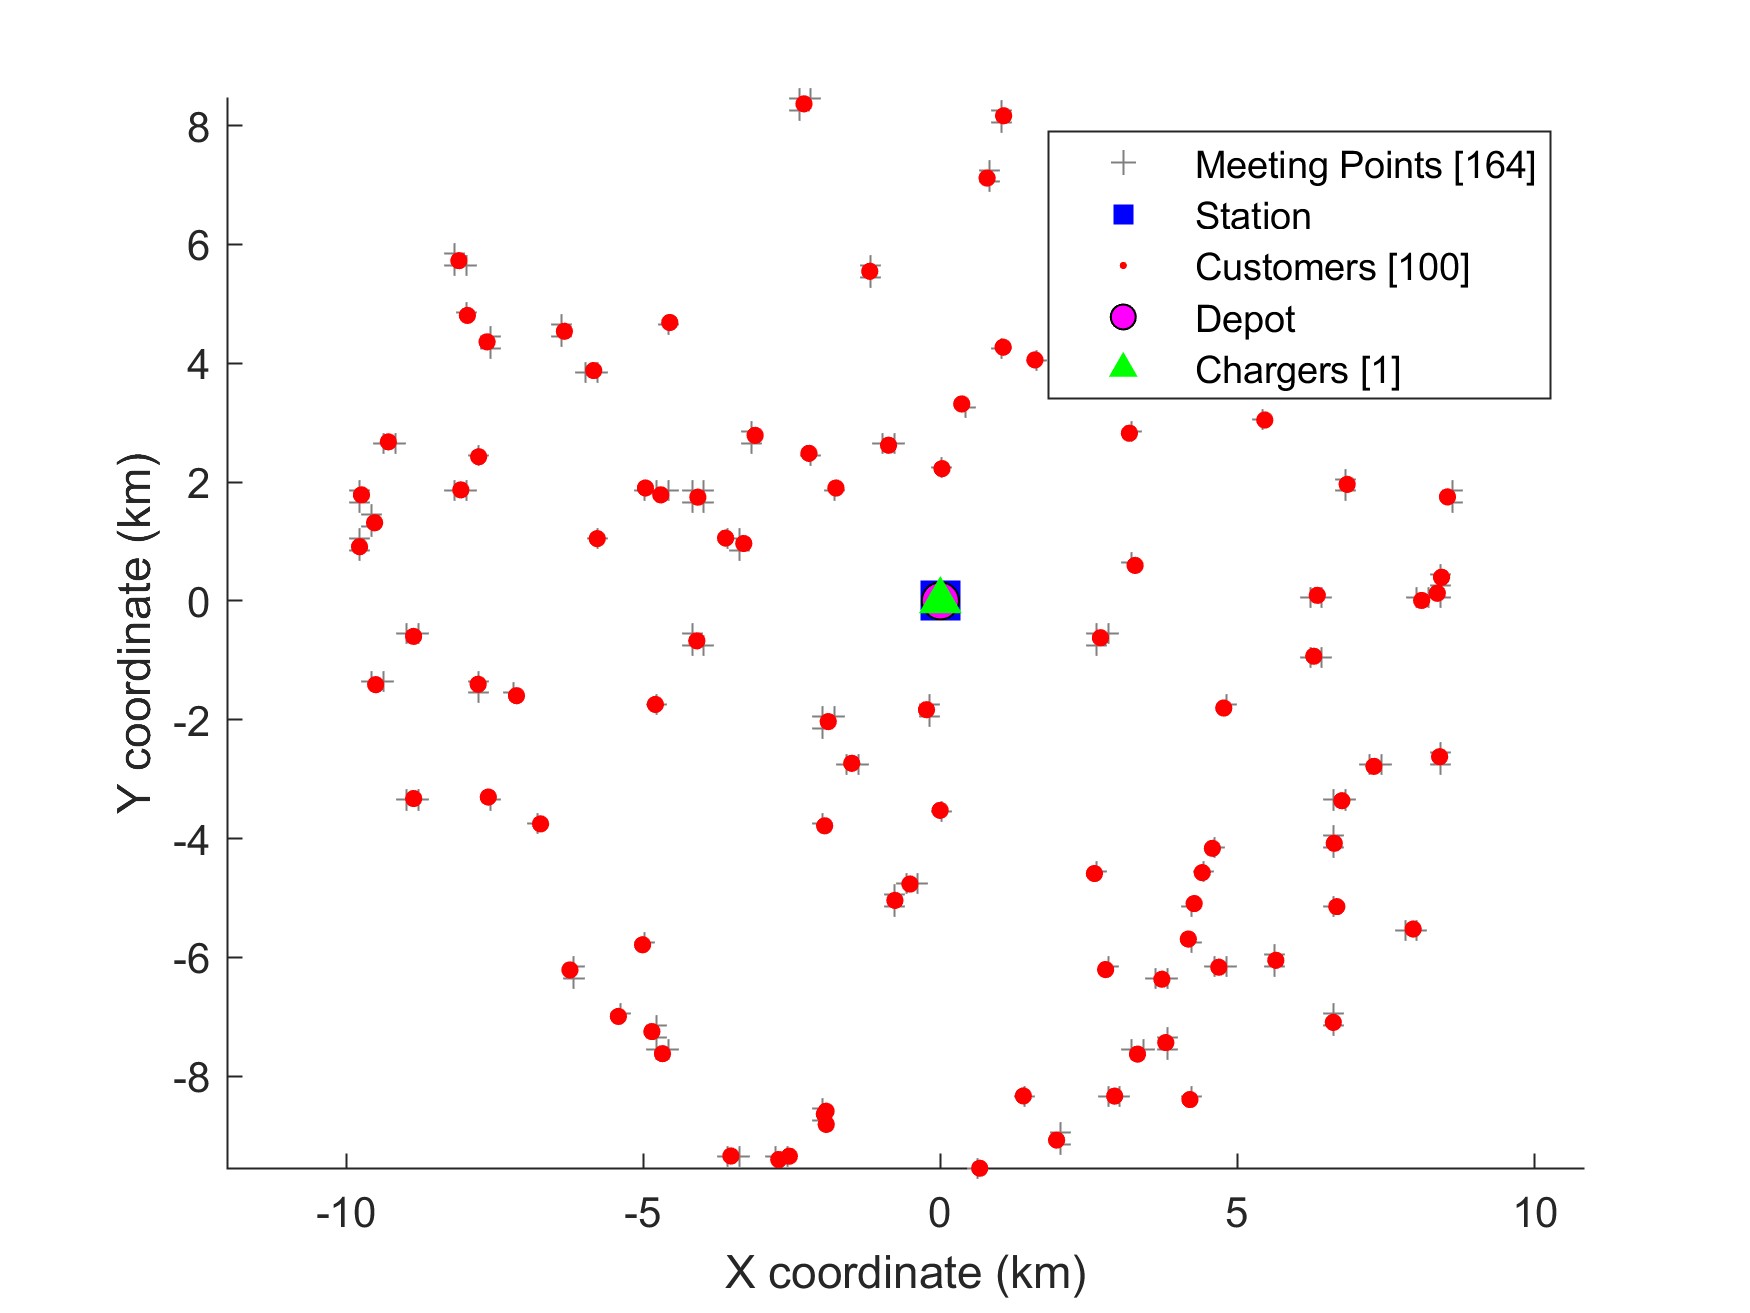 8
6
4
2
0
-2
-4
-6
-8
Y coordinate (km)
Meeting Points [164]
Station
Customers [100]
Depot
Chargers [1]
-10
-5
0
5
10
X coordinate (km)